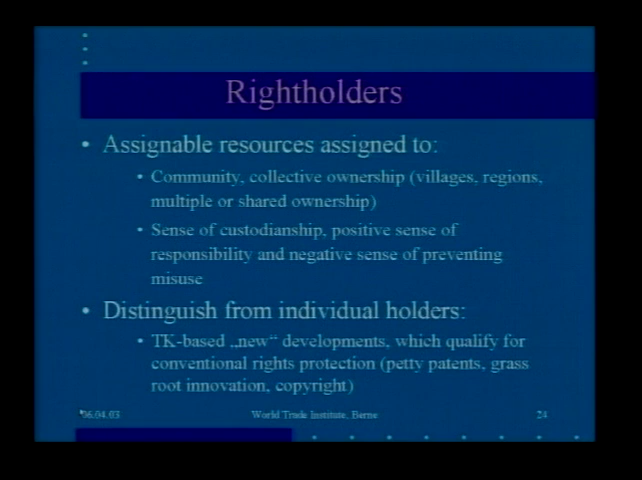 Rightholders
• Assignable resources assigned to:
• Community, collective ownership (villages, regions,
multiple or shared ownership)
• Sense of custodianship, positive sense of
responsibility and negative sense of preventing
misuse
• Distinguish from individual holders:
• TK-based „new“ developments, which qualify for
conventional rights protection (petty patents, grass
root innovation, copyright)
06.04.03 World Trade Institute, Berne 24